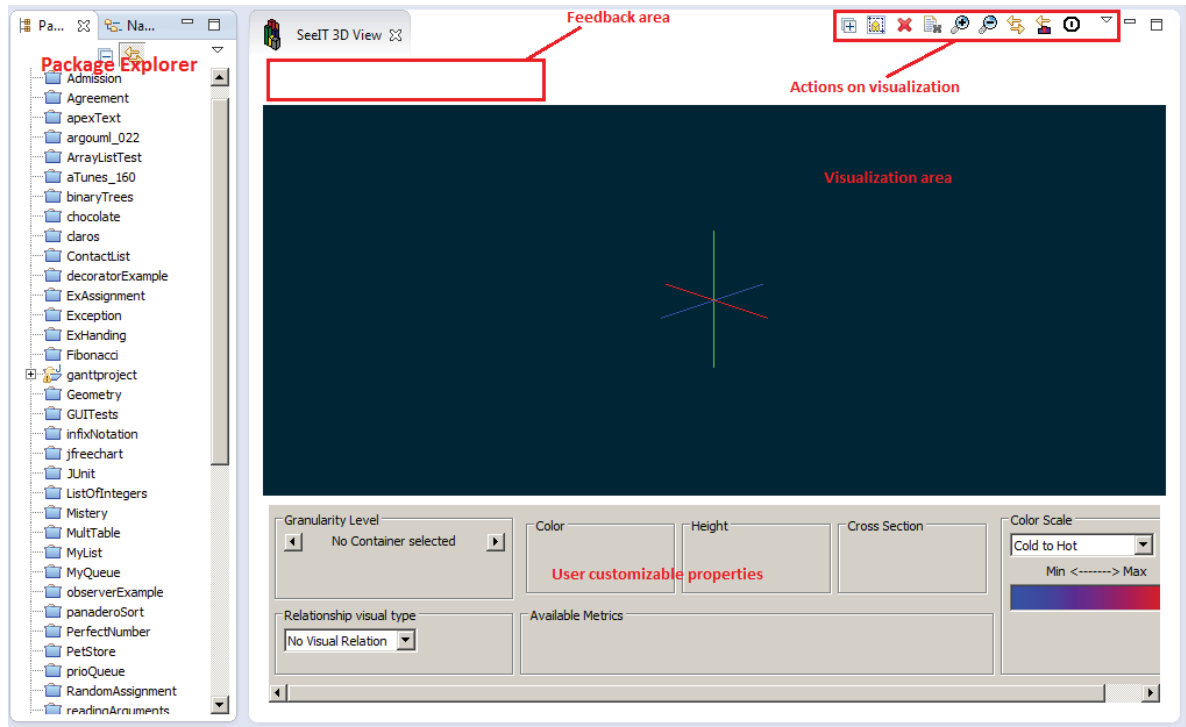 Pa...
Na...
Package Explorer
Admission
Agreement
apexText
argouml_022
ArrayListTest
aTunes_160
binaryTrees
chocolate
claros
ContactList
decoratorExample
ExAssignment
Exception
ExHanding
Fibonacci
ganttproject
Geometry
GUITests
infixNotation
jfreechart
JUnit
ListOfIntegers
Mistery
MultTable
MyList
MyQueue
observerExample
panaderoSort
PerfectNumber
PetStore
prioQueue
RandomAssignment
readingArguments
SeeIT 3D View
Feedback area
Actions on visualization
Visualization area
Granularity Level
No Container selected
Color
Height
Cross Section
Color Scale
Cold to Hot
Min <-------> Max
User customizable properties
Relationship visual type
No Visual Relation
Available Metrics